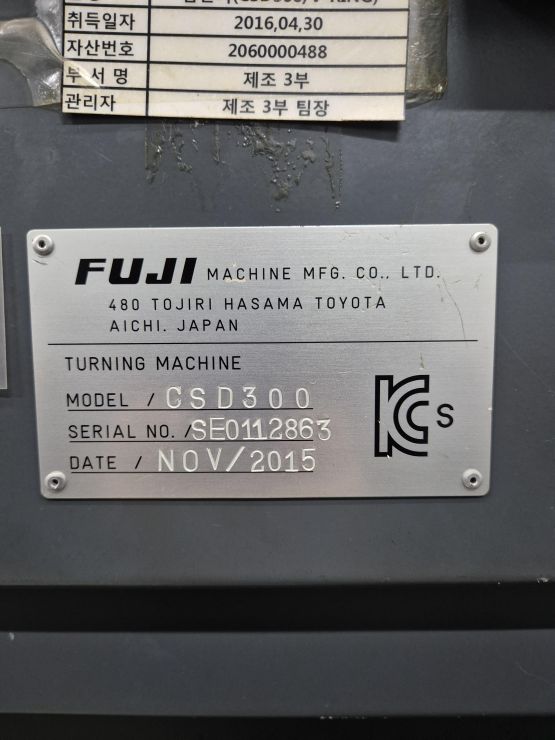 취득일자 2016,04,30
자산번호 2060000488
부 서 명 제조 3부
관리자 제조 3부 팀장
FUJI MACHINE MFG. CO., LTD.
480 TOJIRI HASAMA TOYOTA
AICHI. JAPAN
TURNING MACHINE
MODEL / CSD300
SERIAL NO. / SE0112863
DATE / NOV/2015
KC s